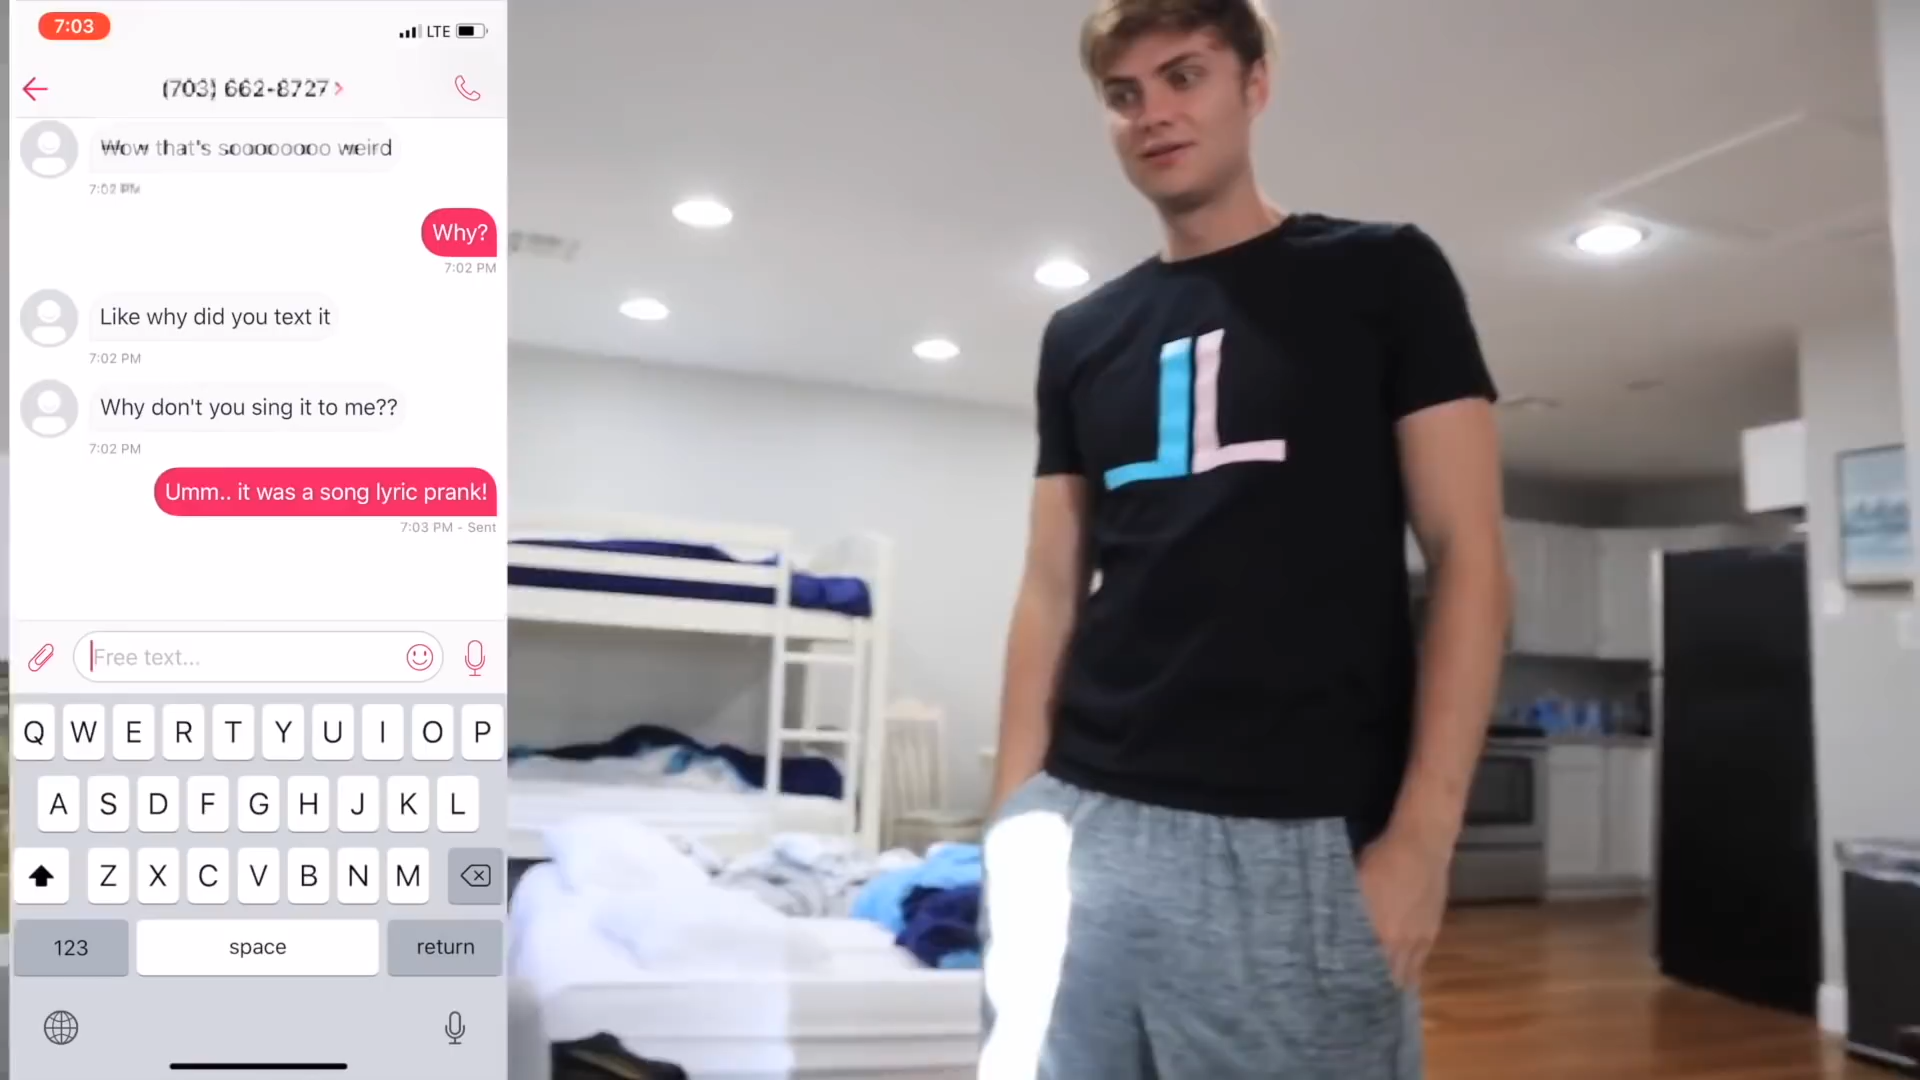 7:03
LTE
(703) 662-8727 >
Wow that's sooooooooo weird
7:02 PM
Why?
7:02 PM
Like why did you text it
7:02 PM
Why don't you sing it to me??
7:02 PM
Umm.. it was a song lyric prank!
7:03 PM - Sent
Free text...
Q W E R T Y U I O P
A S D F G H J K L
Z X C V B N M
123 space return